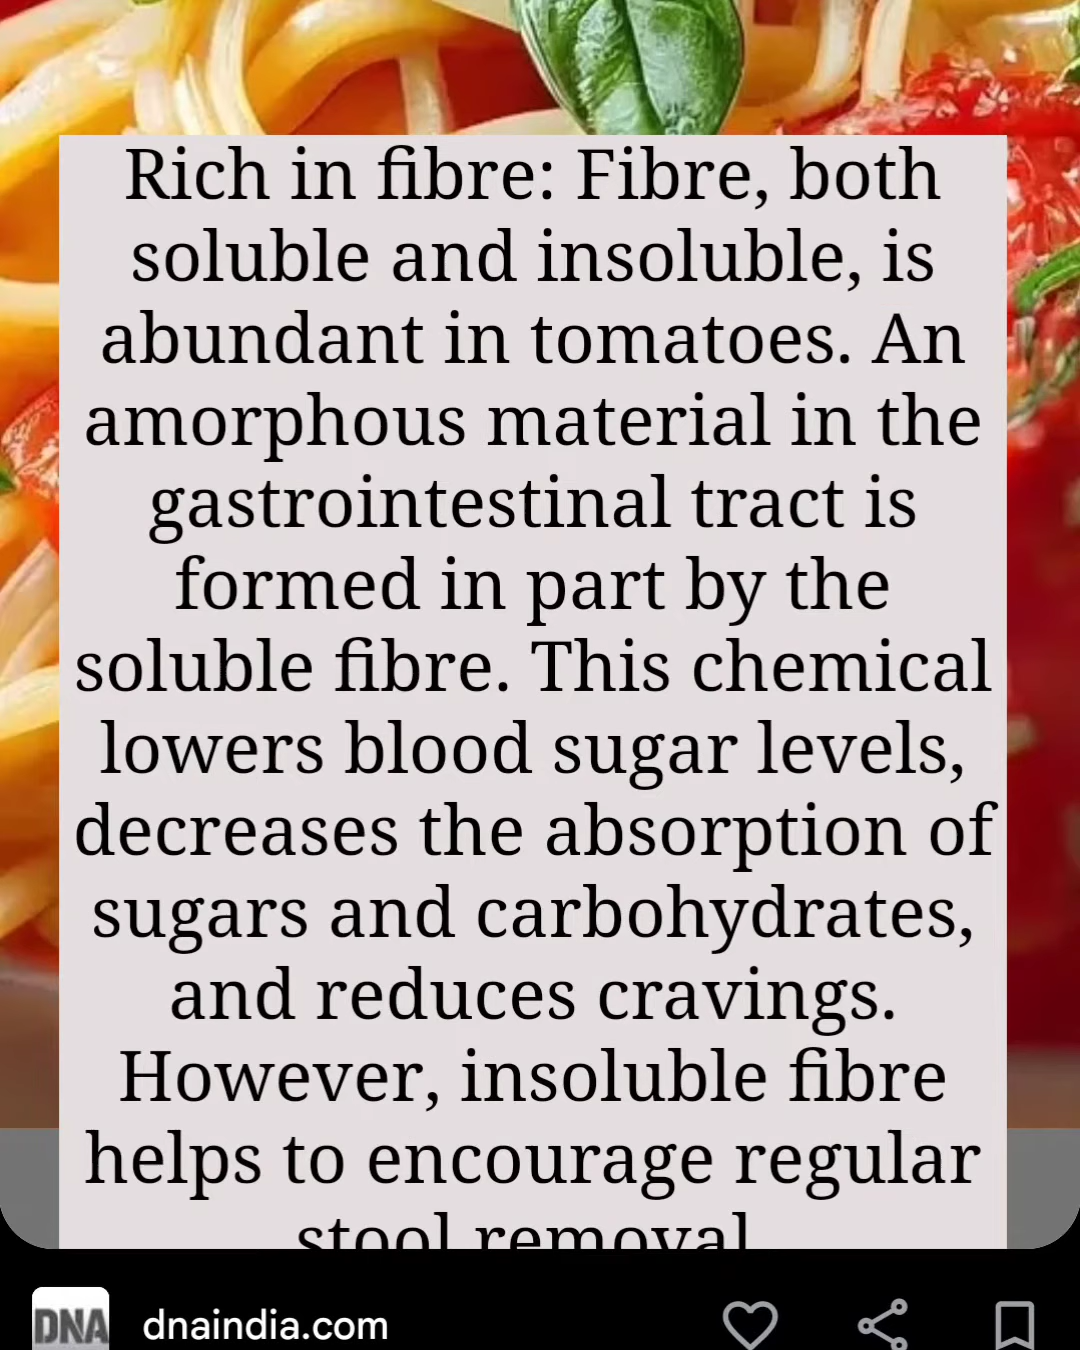 Rich in fibre: Fibre, both
soluble and insoluble, is
abundant in tomatoes. An
amorphous material in the
gastrointestinal tract is
formed in part by the
soluble fibre. This chemical
lowers blood sugar levels,
decreases the absorption of
sugars and carbohydrates,
and reduces cravings.
However, insoluble fibre
helps to encourage regular
stool removal
DNA
dnaindia.com